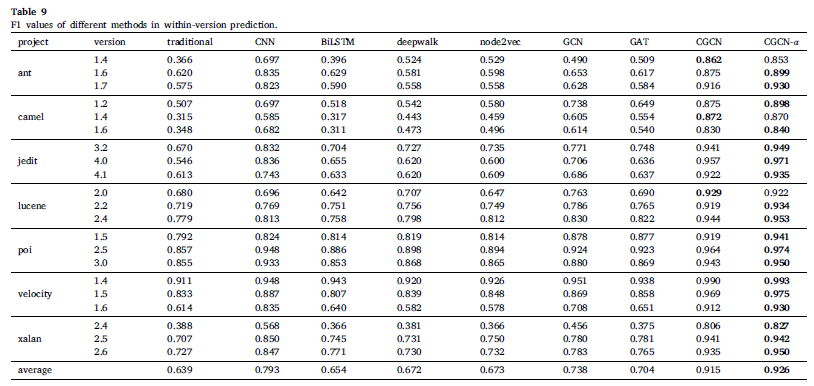 Table 9
F1 values of different methods in within-version prediction.
project version traditional CNN BiLSTM deepwalk node2vec GCN GAT CGCN CGCN-α
1.4 0.366 0.697 0.396 0.524 0.529 0.490 0.509 0.862 0.853
ant 1.6 0.620 0.835 0.629 0.581 0.598 0.653 0.617 0.875 0.899
1.7 0.575 0.823 0.590 0.558 0.558 0.628 0.584 0.916 0.930
1.2 0.507 0.697 0.518 0.542 0.580 0.738 0.649 0.875 0.898
camel 1.4 0.315 0.585 0.317 0.443 0.459 0.605 0.554 0.872 0.870
1.6 0.348 0.682 0.311 0.473 0.496 0.614 0.540 0.830 0.840
3.2 0.670 0.832 0.704 0.727 0.735 0.771 0.748 0.941 0.949
jedit 4.0 0.546 0.836 0.655 0.620 0.600 0.706 0.636 0.957 0.971
4.1 0.613 0.743 0.633 0.620 0.609 0.686 0.637 0.922 0.935
2.0 0.680 0.696 0.642 0.707 0.647 0.763 0.690 0.929 0.922
lucene 2.2 0.719 0.769 0.751 0.756 0.749 0.786 0.765 0.919 0.934
2.4 0.779 0.813 0.758 0.798 0.812 0.830 0.822 0.944 0.953
1.5 0.792 0.824 0.814 0.819 0.814 0.878 0.877 0.919 0.941
poi 2.5 0.857 0.948 0.886 0.898 0.894 0.924 0.923 0.964 0.974
3.0 0.855 0.933 0.853 0.868 0.865 0.880 0.869 0.943 0.950
1.4 0.911 0.948 0.943 0.920 0.926 0.951 0.938 0.990 0.993
velocity 1.5 0.833 0.887 0.807 0.839 0.848 0.869 0.858 0.969 0.975
1.6 0.614 0.835 0.640 0.582 0.578 0.708 0.651 0.912 0.930
2.4 0.388 0.568 0.366 0.381 0.366 0.456 0.375 0.806 0.827
xalan 2.5 0.707 0.850 0.745 0.731 0.750 0.780 0.781 0.941 0.942
2.6 0.727 0.847 0.771 0.730 0.732 0.783 0.765 0.935 0.950
average 0.639 0.793 0.654 0.672 0.673 0.738 0.704 0.915 0.926